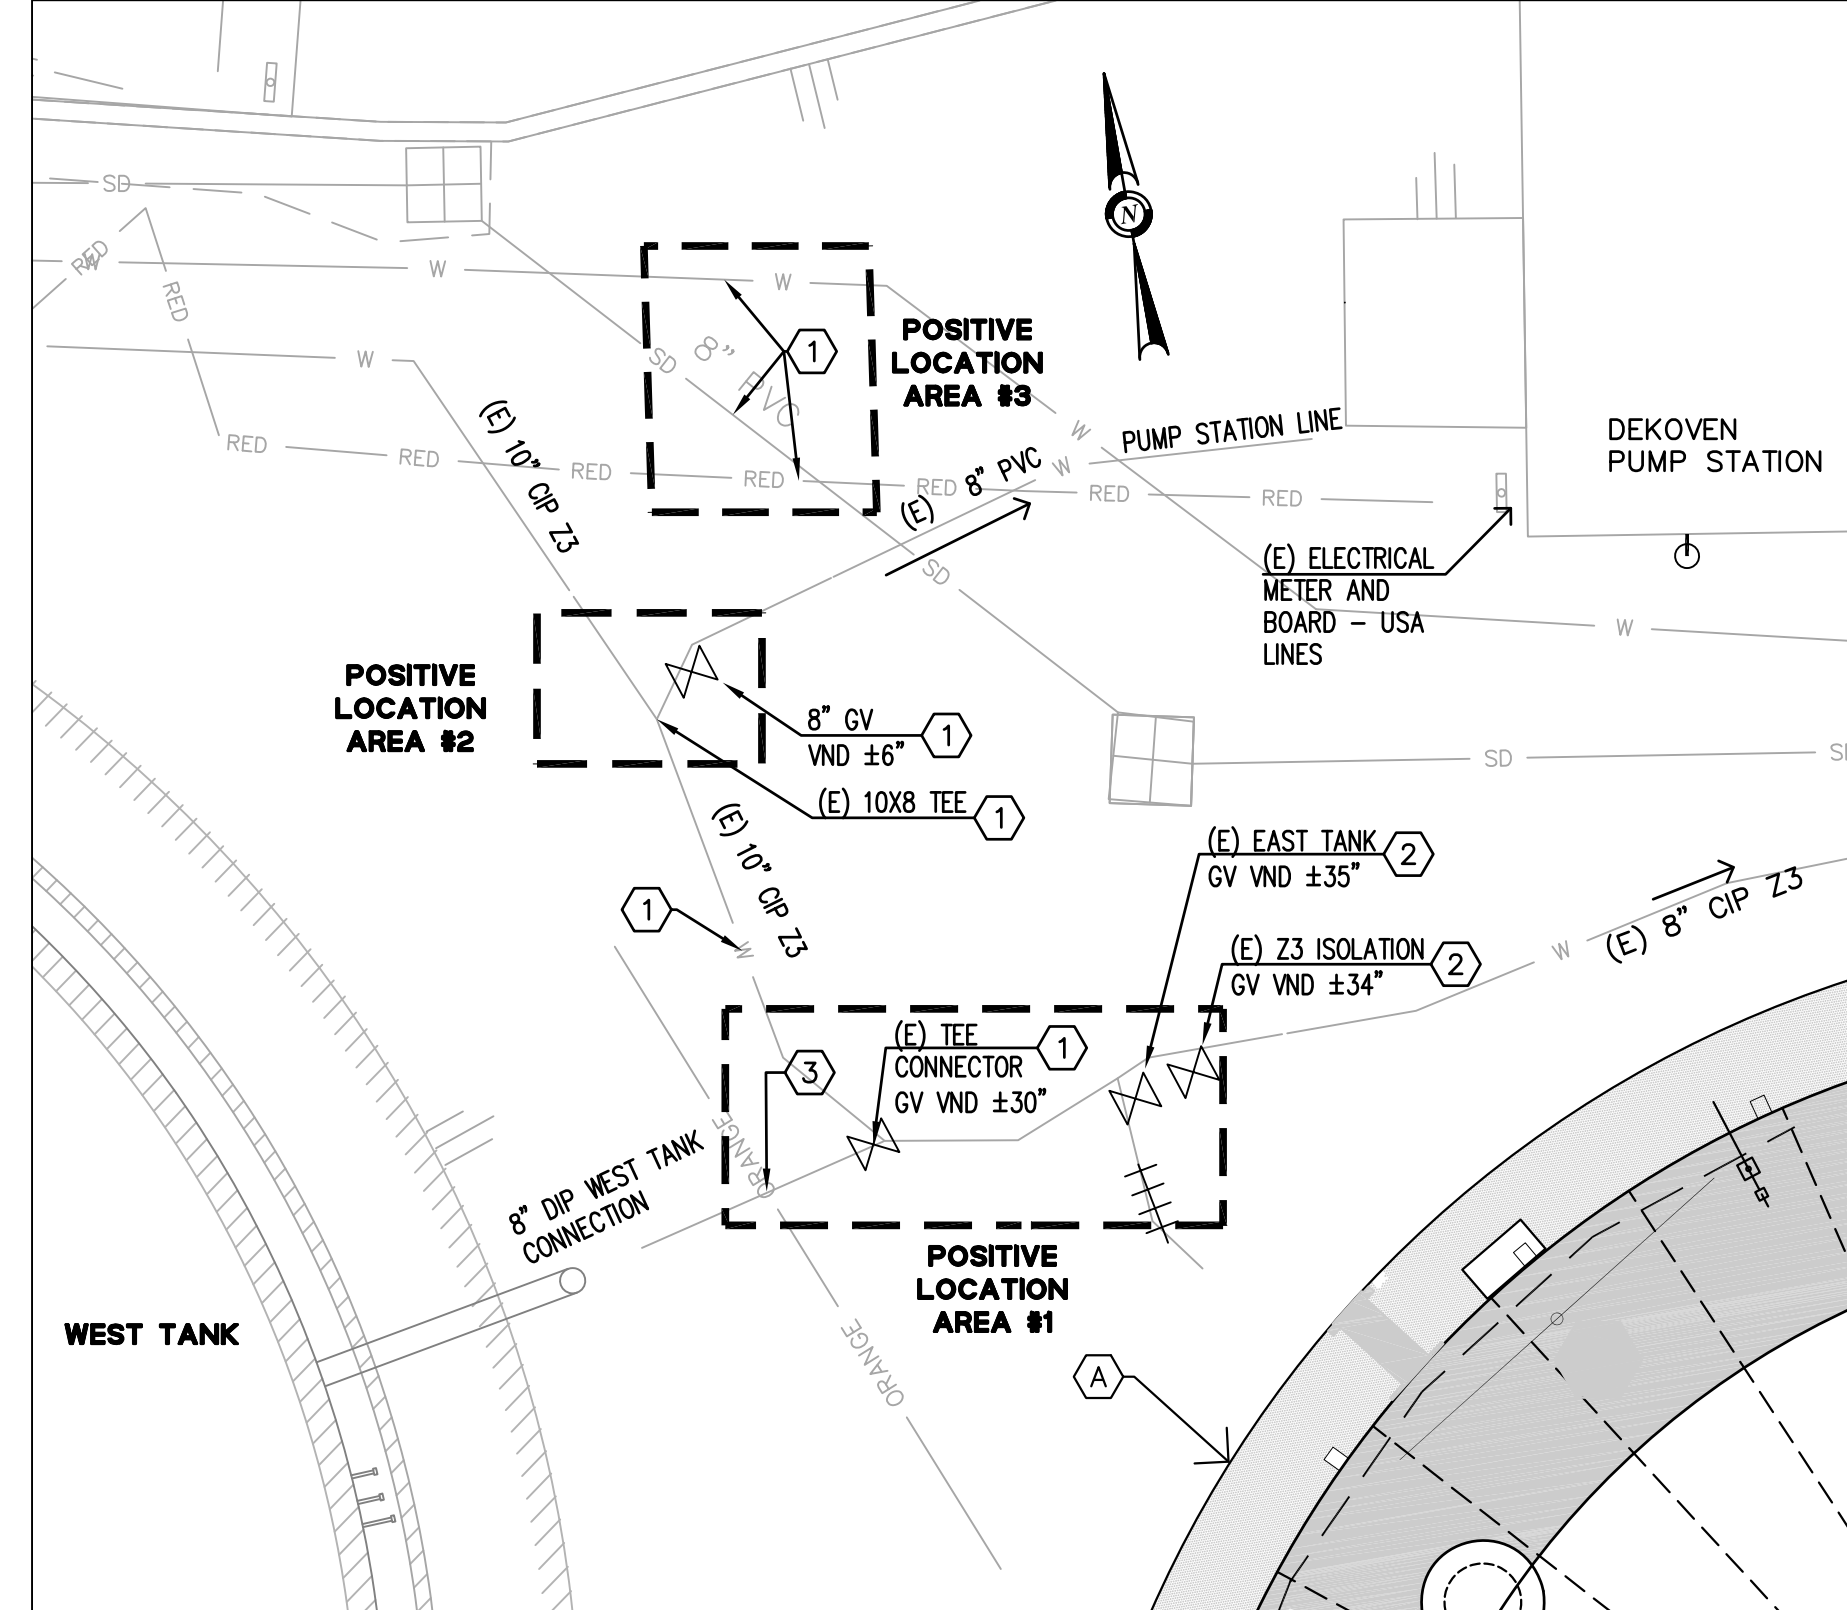 SD
RED
W
RED
W
W
W
N
SD
8" PVC
1
POSITIVE
LOCATION
AREA #3
W
(E) 10" CIP Z3
RED
RED
RED
RED
RED
RED
RED
(E) 8" PVC
W
W
PUMP STATION LINE
DEKOVEN
PUMP STATION
SD
(E) ELECTRICAL
METER AND
BOARD - USA
LINES
W
POSITIVE
LOCATION
AREA #2
8" GV
VND ±6"
1
(E) 10X8 TEE
1
SD
(E) 10" CIP Z3
1
W
(E) EAST TANK
GV VND ±35"
2
(E) Z3 ISOLATION
GV VND ±34"
2
W
(E) 8" CIP Z3
3
(E) TEE
CONNECTOR
GV VND ±30"
1
ORANGE
ORANGE
8" DIP WEST TANK
CONNECTION
POSITIVE
LOCATION
AREA #1
WEST TANK
ORANGE
ORANGE
A